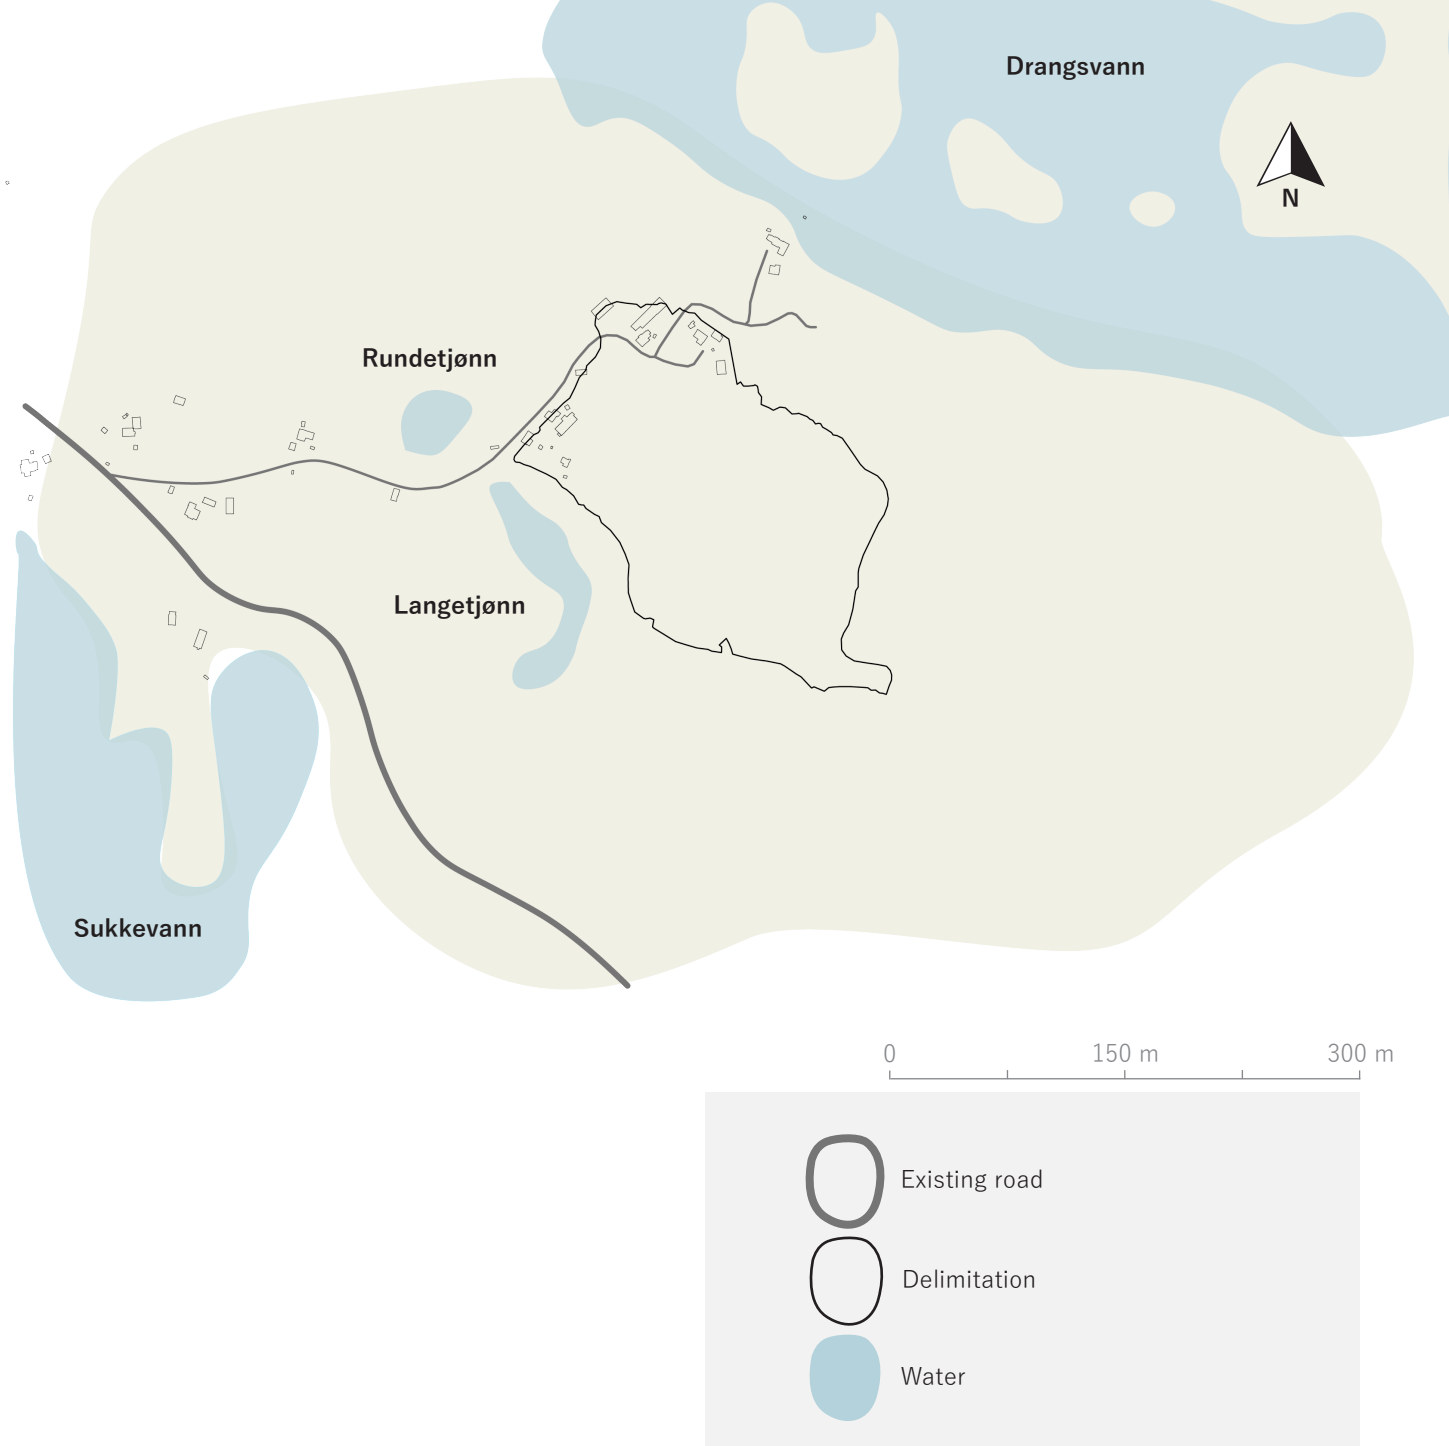 Drangsvann
N
Rundetjønn
Langetjønn
Sukkevann
0 150 m 300 m
Existing road
Delimitation
Water